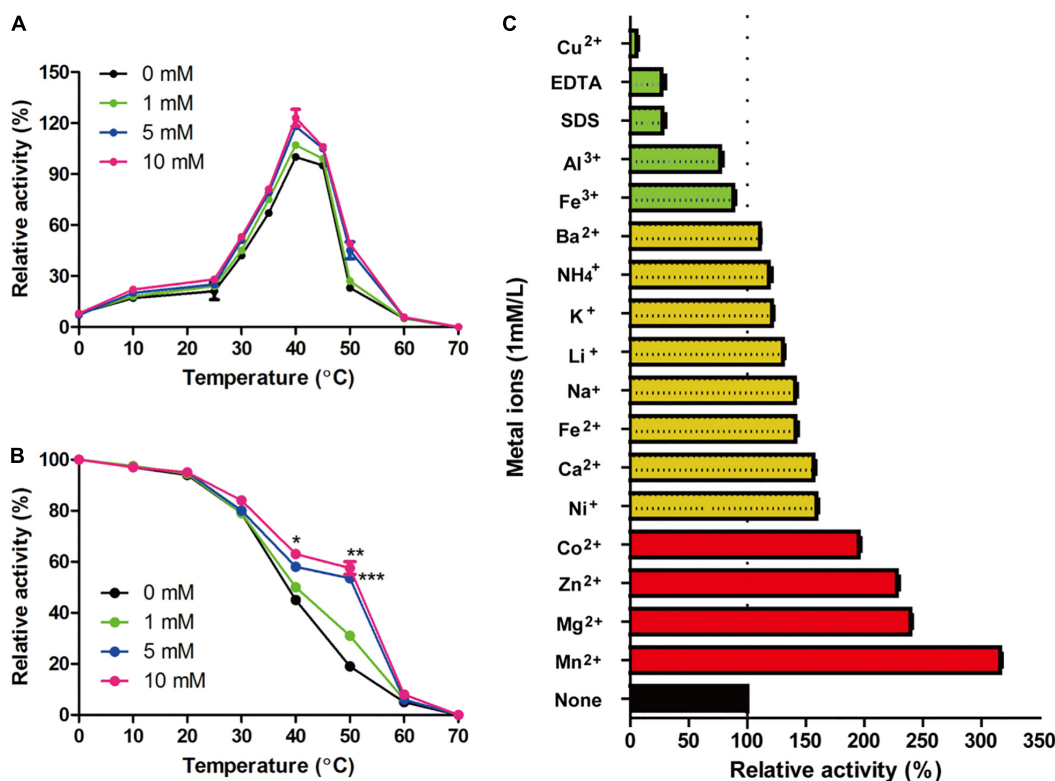 A
Relative activity (%)
150
120
90
60
30
0
0 mM
1 mM
5 mM
10 mM
0 10 20 30 40 50 60 70
Temperature (°C)
B
Relative activity (%)
100
80
60
40
20
0
*
**
***
0 mM
1 mM
5 mM
10 mM
0 10 20 30 40 50 60 70
Temperature (°C)
C
Metal ions (1mM/L)
Cu2+
EDTA
SDS
Al3+
Fe3+
Ba2+
NH4+
K+
Li+
Na+
Fe2+
Ca2+
Ni+
Co2+
Zn2+
Mg2+
Mn2+
None
0 50 100 150 200 250 300 350
Relative activity (%)